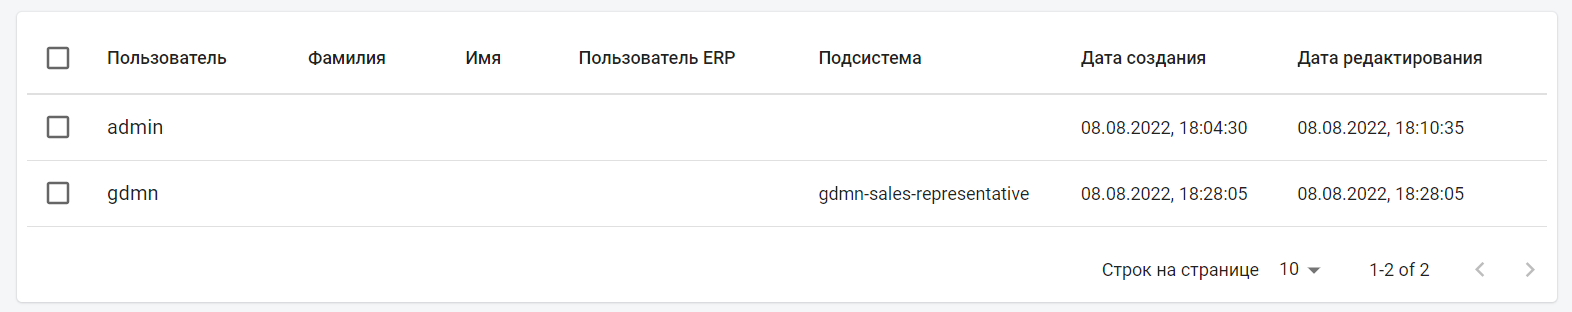 Пользователь Фамилия Имя Пользователь ERP Подсистема Дата создания Дата редактирования
admin 08.08.2022, 18:04:30 08.08.2022, 18:10:35
gdmn gdmn-sales-representative 08.08.2022, 18:28:05 08.08.2022, 18:28:05
Строк на странице 10 1-2 of 2